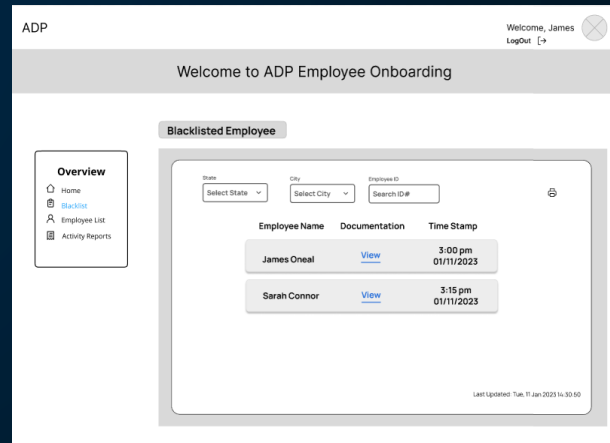 ADP
Welcome, James
LogOut
Welcome to ADP Employee Onboarding
Blacklisted Employee
Overview
Home
Blacklist
Employee List
Activity Reports
State
City
Employee ID
Select State
Select City
Search ID#
Employee Name Documentation Time Stamp
James Oneal View 3:00 pm
01/11/2023
Sarah Connor View 3:15 pm
01/11/2023
Last Updated: Tue, 11 Jan 2023 14:30:50